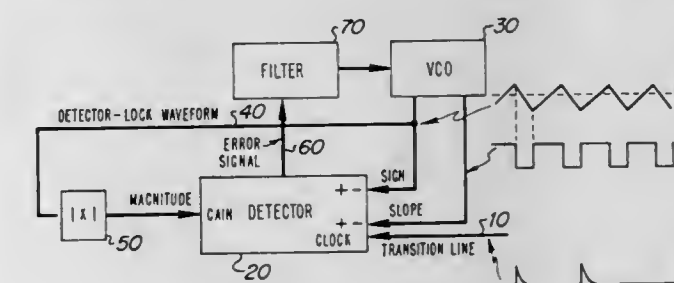 70
30
FILTER
VCO
DETECTOR-LOCK WAVEFORM 40
ERROR SIGNAL
60
SIGN
+ -
|X|
MAGNITUDE
GAIN DETECTOR
+ -
SLOPE
10
CLOCK
TRANSITION LINE
50
20